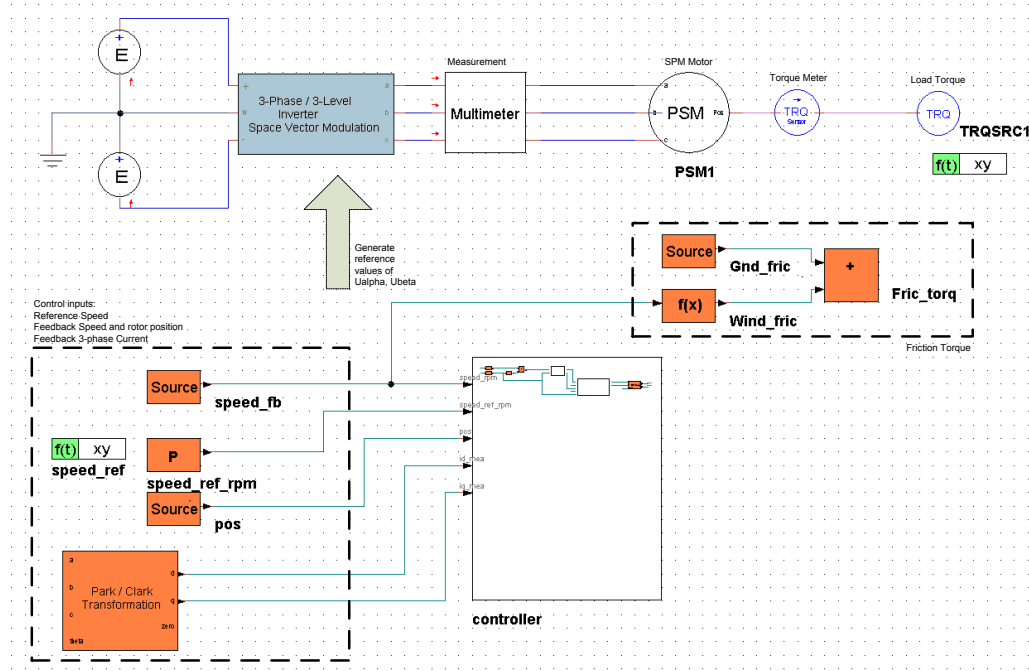 +
E
E
+
3-Phase / 3-Level
Inverter
Space Vector Modulation
+
N
-
a
b
c
Measurement
Multimeter
SPM Motor
a
b
c
PSM
Pos
PSM1
Torque Meter
TRQ
Sensor
Load Torque
TRQ
TRQSRC1
f(t)
xy
Generate
reference
values of
Ualpha, Ubeta
Source
Gnd_fric
+
Fric_torq
f(x)
Wind_fric
Friction Torque
Control inputs:
Reference Speed
Feedback Speed and rotor position
Feedback 3-phase Current
Source
speed_fb
f(t)
xy
speed_ref
P
speed_ref_rpm
Source
pos
a
b
c
theta
Park / Clark
Transformation
d
q
zero
speed_rpm
speed_ref_rpm
pos
id_mea
iq_mea
controller